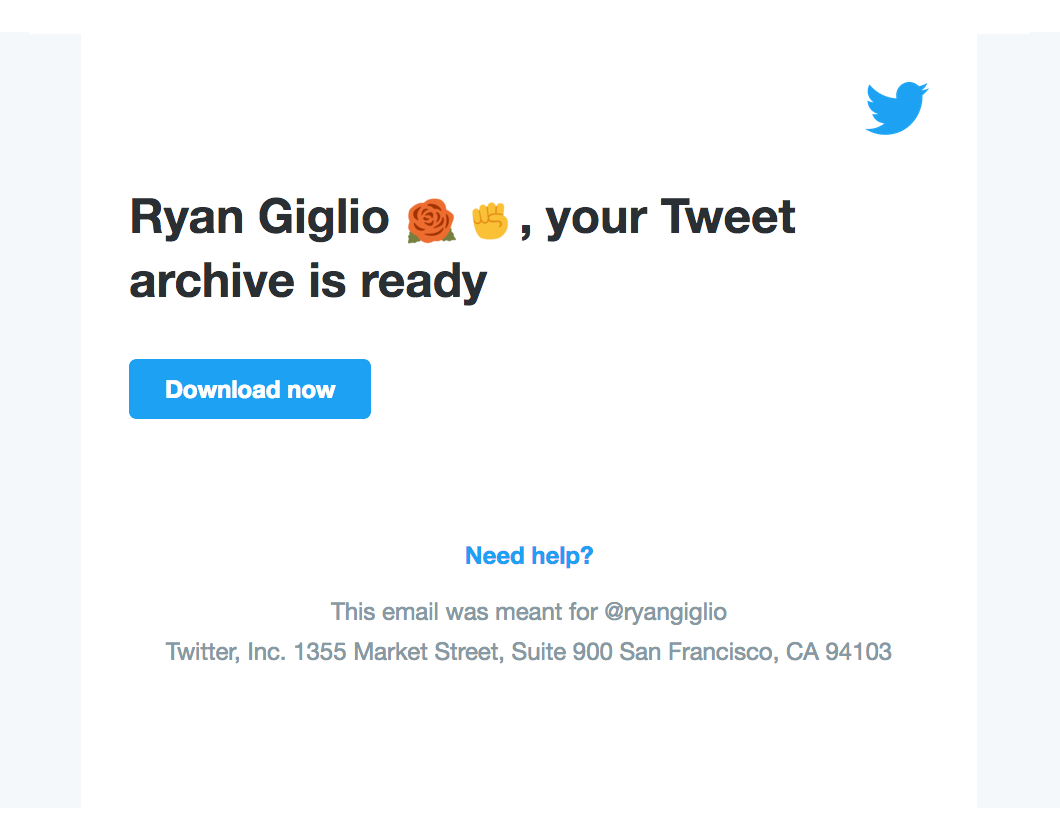 Ryan Giglio 🌹 ✊ , your Tweet
archive is ready
Download now
Need help?
This email was meant for @ryangiglio
Twitter, Inc. 1355 Market Street, Suite 900 San Francisco, CA 94103